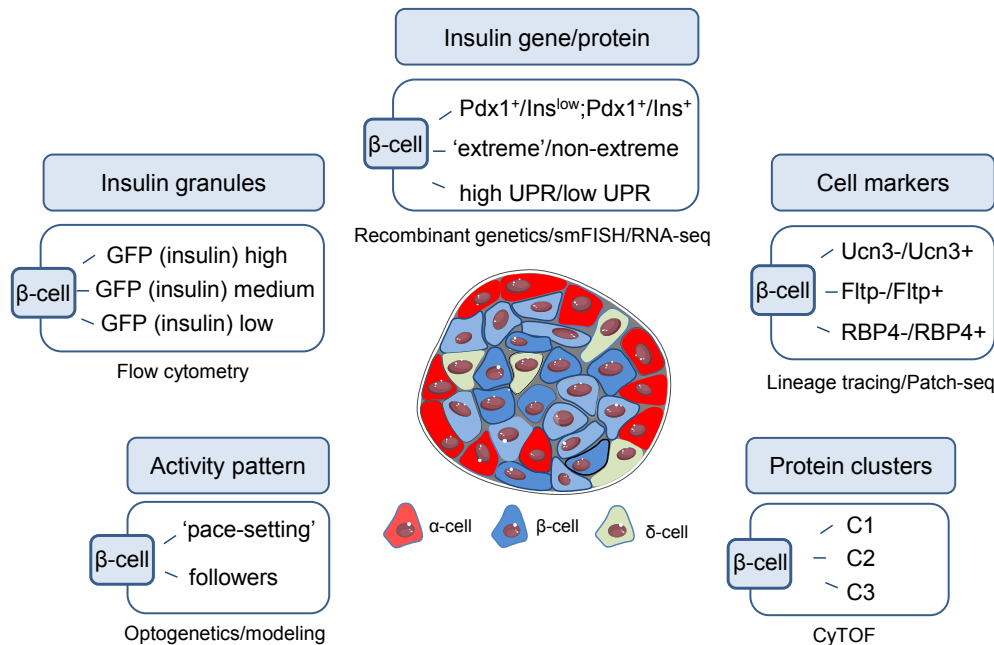 Insulin gene/protein
β-cell
Pdx1⁺/Insˡᵒʷ;Pdx1⁺/Ins⁺
‘extreme’/non-extreme
high UPR/low UPR
Recombinant genetics/smFISH/RNA-seq
Insulin granules
β-cell
GFP (insulin) high
GFP (insulin) medium
GFP (insulin) low
Flow cytometry
Cell markers
β-cell
Ucn3-/Ucn3+
Fltp-/Fltp+
RBP4-/RBP4+
Lineage tracing/Patch-seq
Activity pattern
β-cell
‘pace-setting’
followers
Optogenetics/modeling
α-cell
β-cell
δ-cell
Protein clusters
β-cell
C1
C2
C3
CyTOF